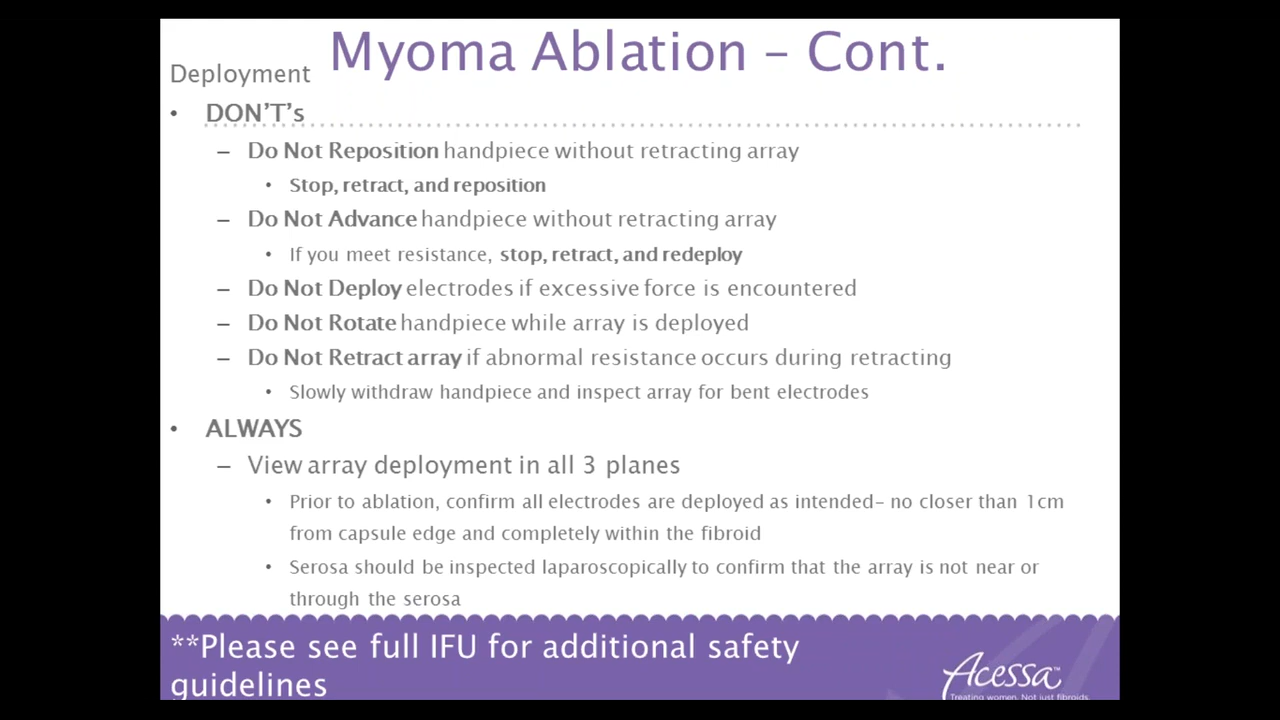 Myoma Ablation – Cont.
Deployment
• DON'T's
– Do Not Reposition handpiece without retracting array
• Stop, retract, and reposition
– Do Not Advance handpiece without retracting array
• If you meet resistance, stop, retract, and redeploy
– Do Not Deploy electrodes if excessive force is encountered
– Do Not Rotate handpiece while array is deployed
– Do Not Retract array if abnormal resistance occurs during retracting
• Slowly withdraw handpiece and inspect array for bent electrodes
• ALWAYS
– View array deployment in all 3 planes
• Prior to ablation, confirm all electrodes are deployed as intended– no closer than 1cm
from capsule edge and completely within the fibroid
• Serosa should be inspected laparoscopically to confirm that the array is not near or
through the serosa
**Please see full IFU for additional safety
guidelines
Acessa™
Treating women. Not just fibroids.